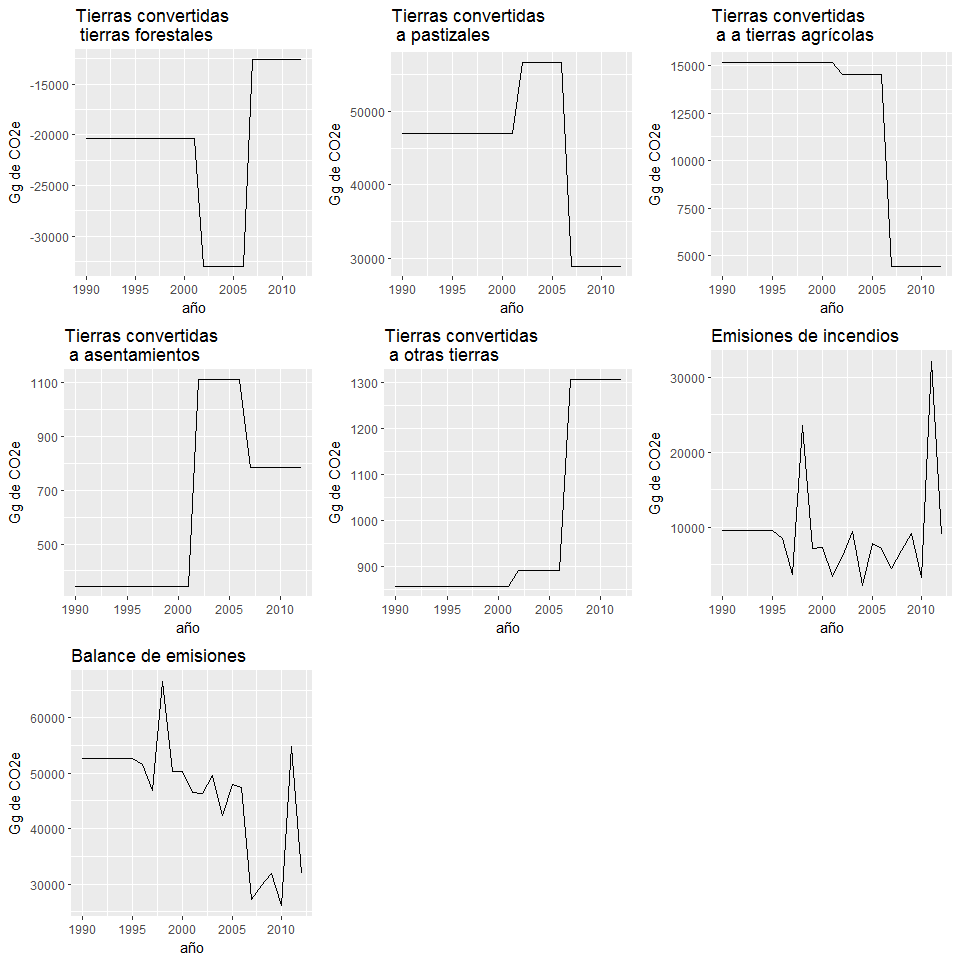 Tierras convertidas
tierras forestales
Gg de CO2e
-15000
-20000
-25000
-30000
1990
1995
2000
2005
2010
año
Tierras convertidas
a pastizales
Gg de CO2e
50000
40000
30000
1990
1995
2000
2005
2010
año
Tierras convertidas
a a tierras agrícolas
Gg de CO2e
15000
12500
10000
7500
5000
1990
1995
2000
2005
2010
año
Tierras convertidas
a asentamientos
Gg de CO2e
1100
900
700
500
1990
1995
2000
2005
2010
año
Tierras convertidas
a otras tierras
Gg de CO2e
1300
1200
1100
1000
900
1990
1995
2000
2005
2010
año
Emisiones de incendios
Gg de CO2e
30000
20000
10000
1990
1995
2000
2005
2010
año
Balance de emisiones
Gg de CO2e
60000
50000
40000
30000
1990
1995
2000
2005
2010
año